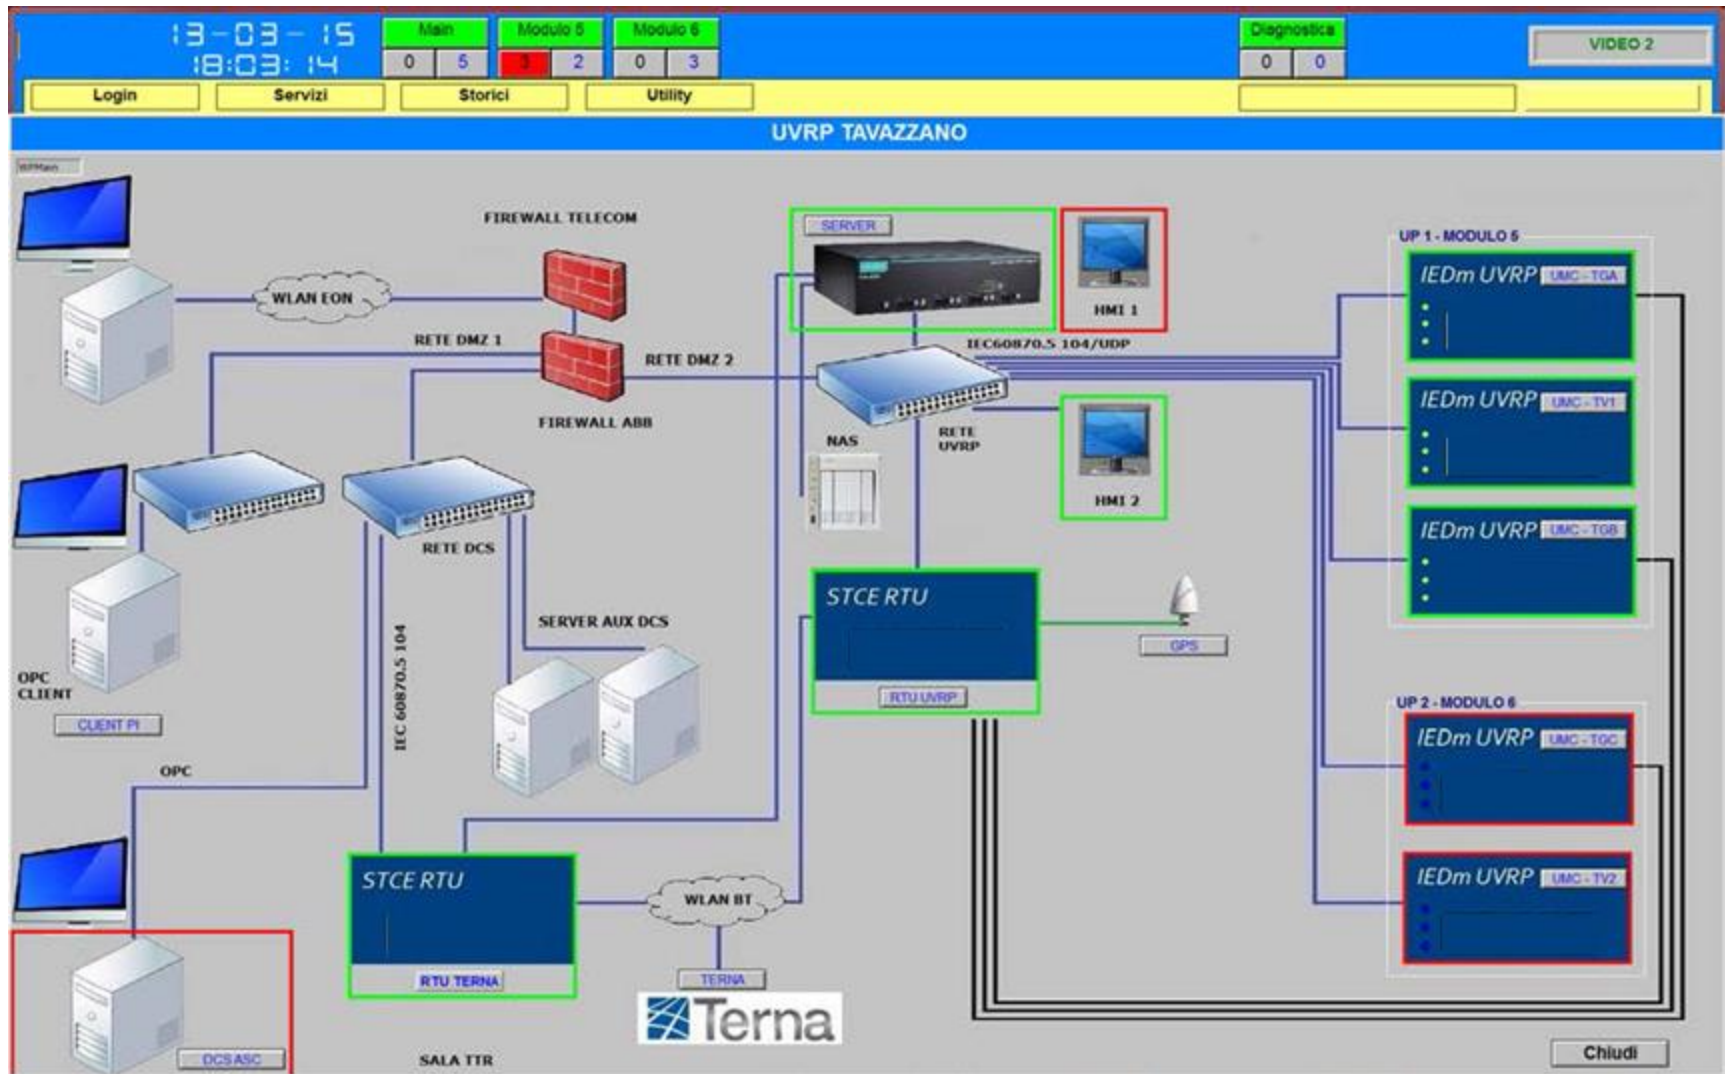 13-03-15
18:03:14
Main
0 5
Modulo 5
3 2
Modulo 6
0 3
Diagnostica
0 0
VIDEO 2
Login
Servizi
Storici
Utility
UVRP TAVAZZANO
WPMain
FIREWALL TELECOM
SERVER
HMI 1
UP 1 - MODULO 5
IEDm UVRP UMC - TGA
WLAN EON
RETE DMZ 1
RETE DMZ 2
IEC60870.5 104/UDP
FIREWALL ABB
IEDm UVRP UMC - TV1
NAS
RETE
UVRP
HMI 2
IEDm UVRP UMC - TGB
RETE DCS
STCE RTU
SERVER AUX DCS
GPS
OPC
CLIENT
CLIENT PI
IEC 60870.5 104
RTU UVRP
UP 2 - MODULO 6
IEDm UVRP UMC - TGC
OPC
STCE RTU
WLAN BT
IEDm UVRP UMC - TV2
RTU TERNA
TERNA
Terna
DCS ASC
SALA TTR
Chiudi